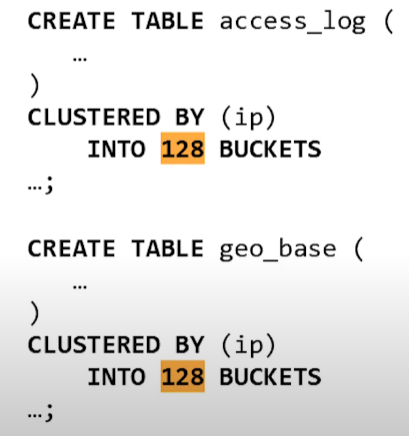 CREATE TABLE access_log (
…
)
CLUSTERED BY (ip)
INTO 128 BUCKETS
…;
CREATE TABLE geo_base (
…
)
CLUSTERED BY (ip)
INTO 128 BUCKETS
…;